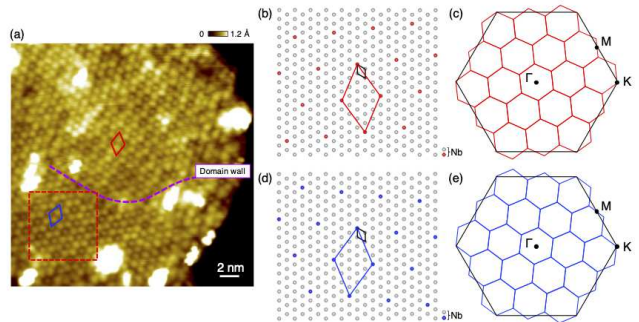 (a)
0 1.2 Å
Domain wall
2 nm
(b)
Nb
(c)
M
Γ
K
(d)
Nb
(e)
M
Γ
K